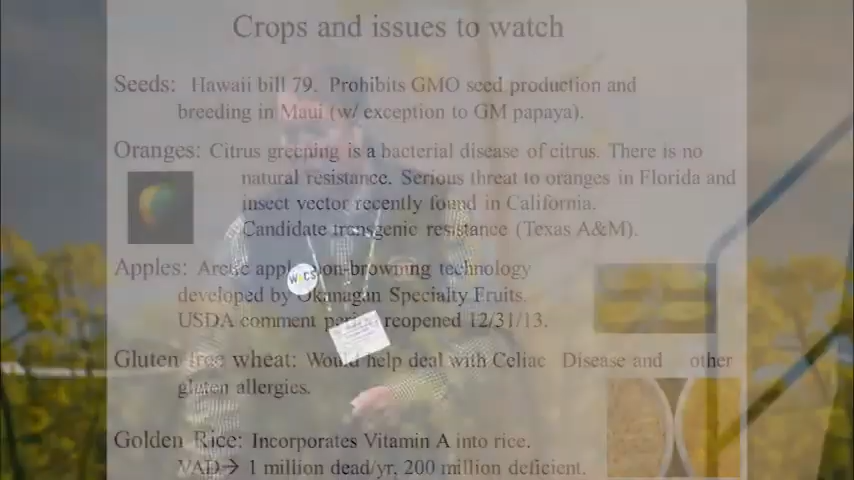 Crops and issues to watch
Seeds: Hawaii bill 79. Prohibits GMO seed production and
breeding in Maui (w/ exception to GM papaya).
Oranges: Citrus greening is a bacterial disease of citrus. There is no
natural resistance. Serious threat to oranges in Florida and
insect vector recently found in California.
Candidate transgenic resistance (Texas A&M).
Apples: Arctic apple non-browning technology
developed by Okanagan Specialty Fruits.
WCS
USDA comment period reopened 12/31/13.
Gluten free wheat: Would help deal with Celiac Disease and other
gluten allergies.
Golden Rice: Incorporates Vitamin A into rice.
VAD→ 1 million dead/yr, 200 million deficient.